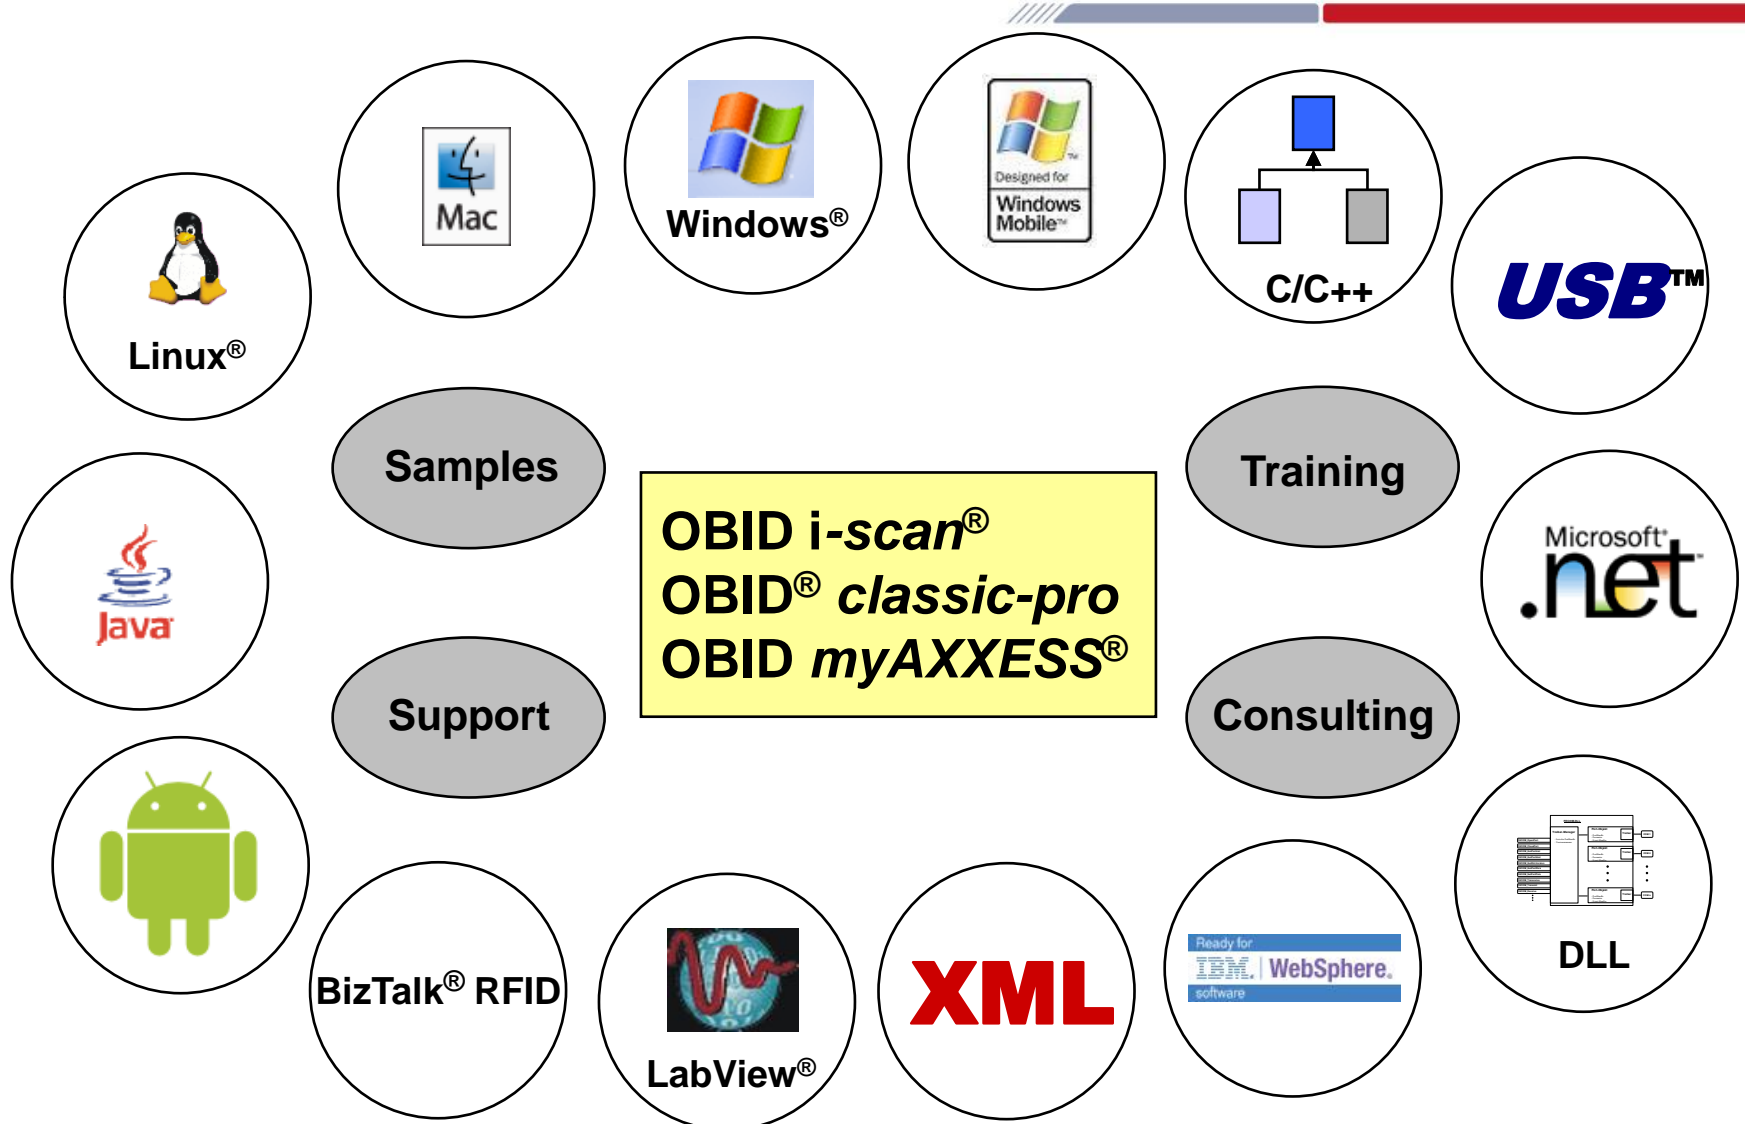 Mac
Windows®
Designed for
Windows
Mobile™
C/C++
USB™
Linux®
Samples
Training
OBID i-scan®
OBID® classic-pro
OBID myAXXESS®
Microsoft®
.net™
Java
Support
Consulting
BizTalk® RFID
LabView®
XML
Ready for
IBM. WebSphere.
software
DLL